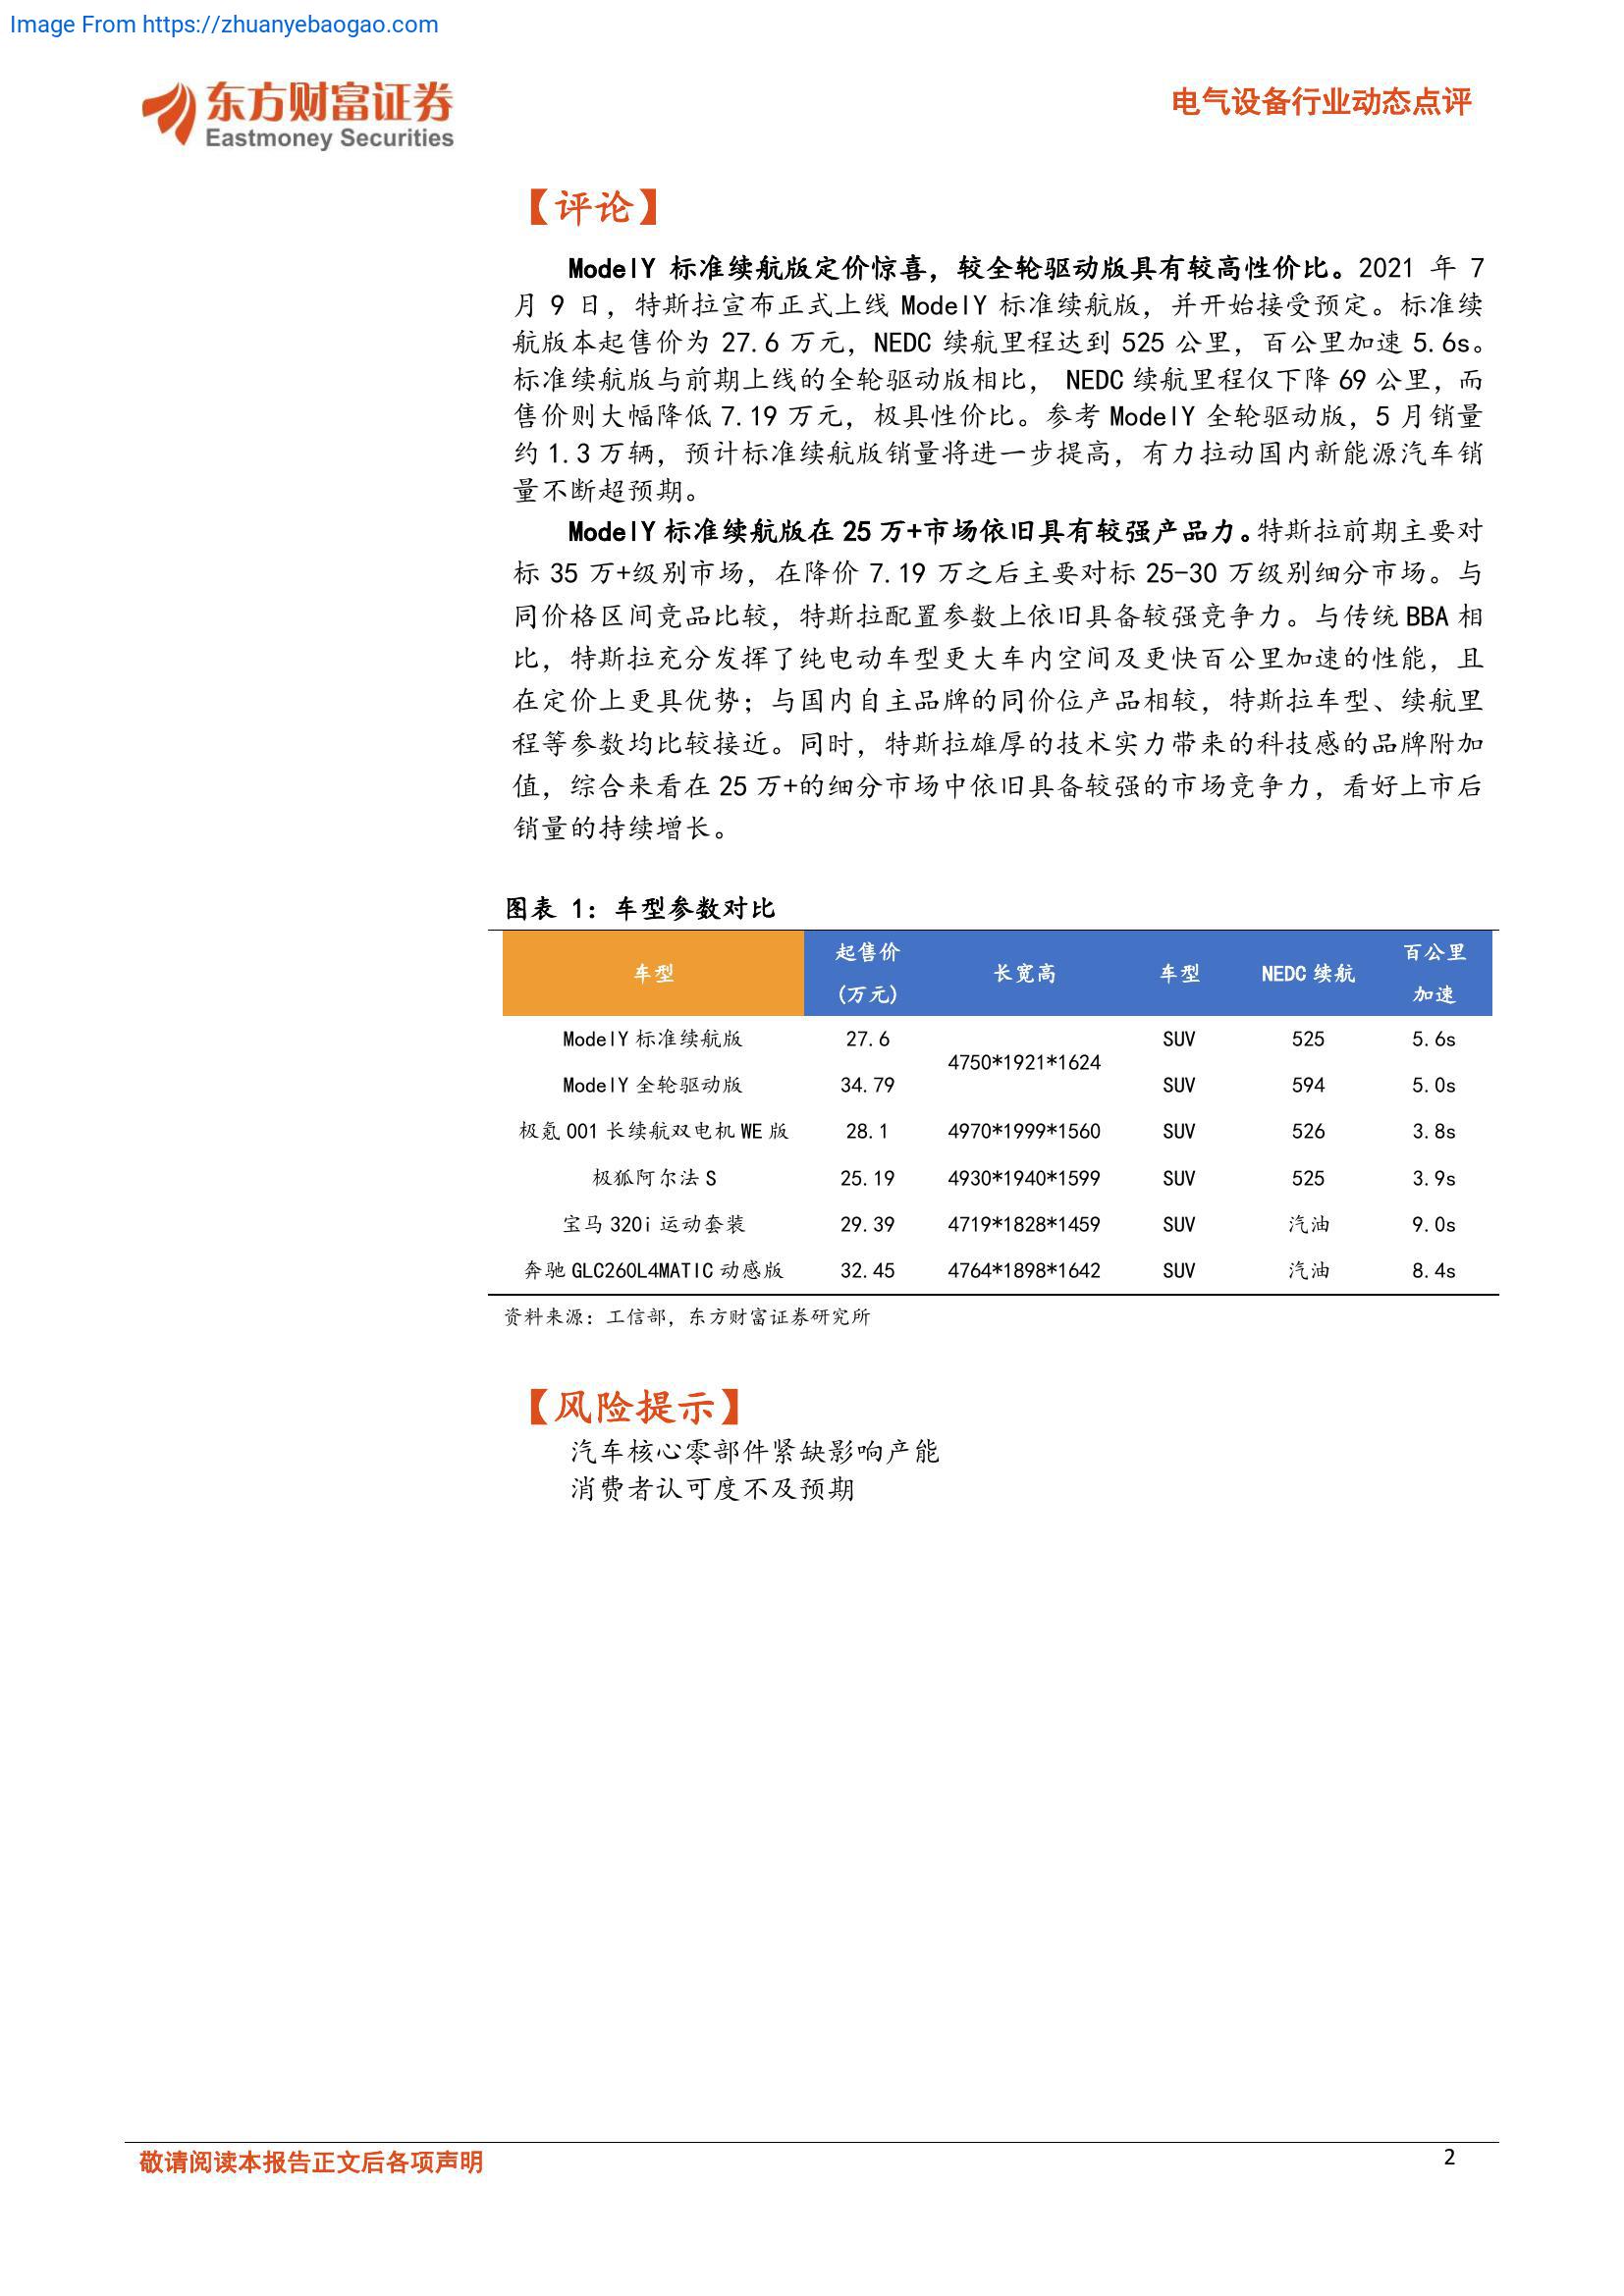 Image From https://zhuanyebaogao.com
东方财富证券
Eastmoney Securities
电气设备行业动态点评
【评论】
ModelY 标准续航版定价惊喜，较全轮驱动版具有较高性价比。2021 年 7
月 9 日，特斯拉宣布正式上线 ModelY 标准续航版，并开始接受预定。标准续
航版本起售价为 27.6 万元，NEDC 续航里程达到 525 公里，百公里加速 5.6s。
标准续航版与前期上线的全轮驱动版相比， NEDC 续航里程仅下降 69 公里，而
售价则大幅降低 7.19 万元，极具性价比。参考 ModelY 全轮驱动版，5 月销量
约 1.3 万辆，预计标准续航版销量将进一步提高，有力拉动国内新能源汽车销
量不断超预期。
ModelY 标准续航版在 25 万+市场依旧具有较强产品力。特斯拉前期主要对
标 35 万+级别市场，在降价 7.19 万之后主要对标 25-30 万级别细分市场。与
同价格区间竞品比较，特斯拉配置参数上依旧具备较强竞争力。与传统 BBA 相
比，特斯拉充分发挥了纯电动车型更大车内空间及更快百公里加速的性能，且
在定价上更具优势；与国内自主品牌的同价位产品相较，特斯拉车型、续航里
程等参数均比较接近。同时，特斯拉雄厚的技术实力带来的科技感的品牌附加
值，综合来看在 25 万+的细分市场中依旧具备较强的市场竞争力，看好上市后
销量的持续增长。
图表 1：车型参数对比
车型 起售价(万元) 长宽高 车型 NEDC 续航 百公里加速
ModelY 标准续航版 27.6 4750*1921*1624 SUV 525 5.6s
ModelY 全轮驱动版 34.79 SUV 594 5.0s
极氪 001 长续航双电机 WE 版 28.1 4970*1999*1560 SUV 526 3.8s
极狐阿尔法 S 25.19 4930*1940*1599 SUV 525 3.9s
宝马 320i 运动套装 29.39 4719*1828*1459 SUV 汽油 9.0s
奔驰 GLC260L4MATIC 动感版 32.45 4764*1898*1642 SUV 汽油 8.4s
资料来源：工信部，东方财富证券研究所
【风险提示】
汽车核心零部件紧缺影响产能
消费者认可度不及预期
敬请阅读本报告正文后各项声明
2